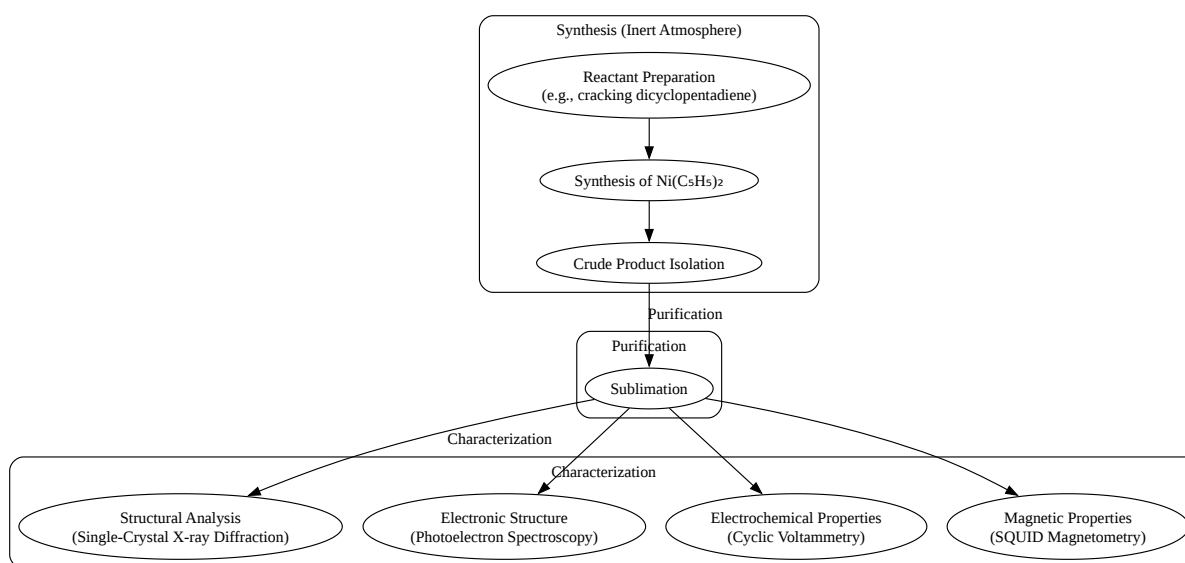 Synthesis (Inert Atmosphere)
Reactant Preparation
(e.g., cracking dicyclopentadiene)
Synthesis of Ni(C₅H₅)₂
Crude Product Isolation
Purification
Purification
Sublimation
Characterization
Characterization
Structural Analysis
(Single-Crystal X-ray Diffraction)
Electronic Structure
(Photoelectron Spectroscopy)
Electrochemical Properties
(Cyclic Voltammetry)
Magnetic Properties
(SQUID Magnetometry)